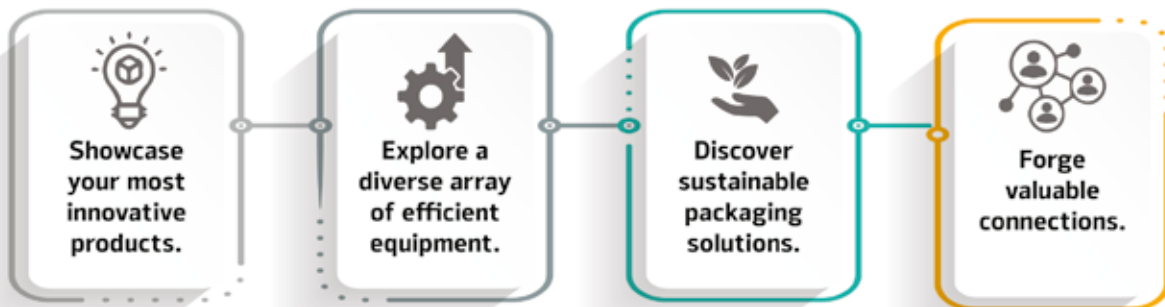 Showcase
your most
innovative
products.
Explore a
diverse array
of efficient
equipment.
Discover
sustainable
packaging
solutions.
Forge
valuable
connections.